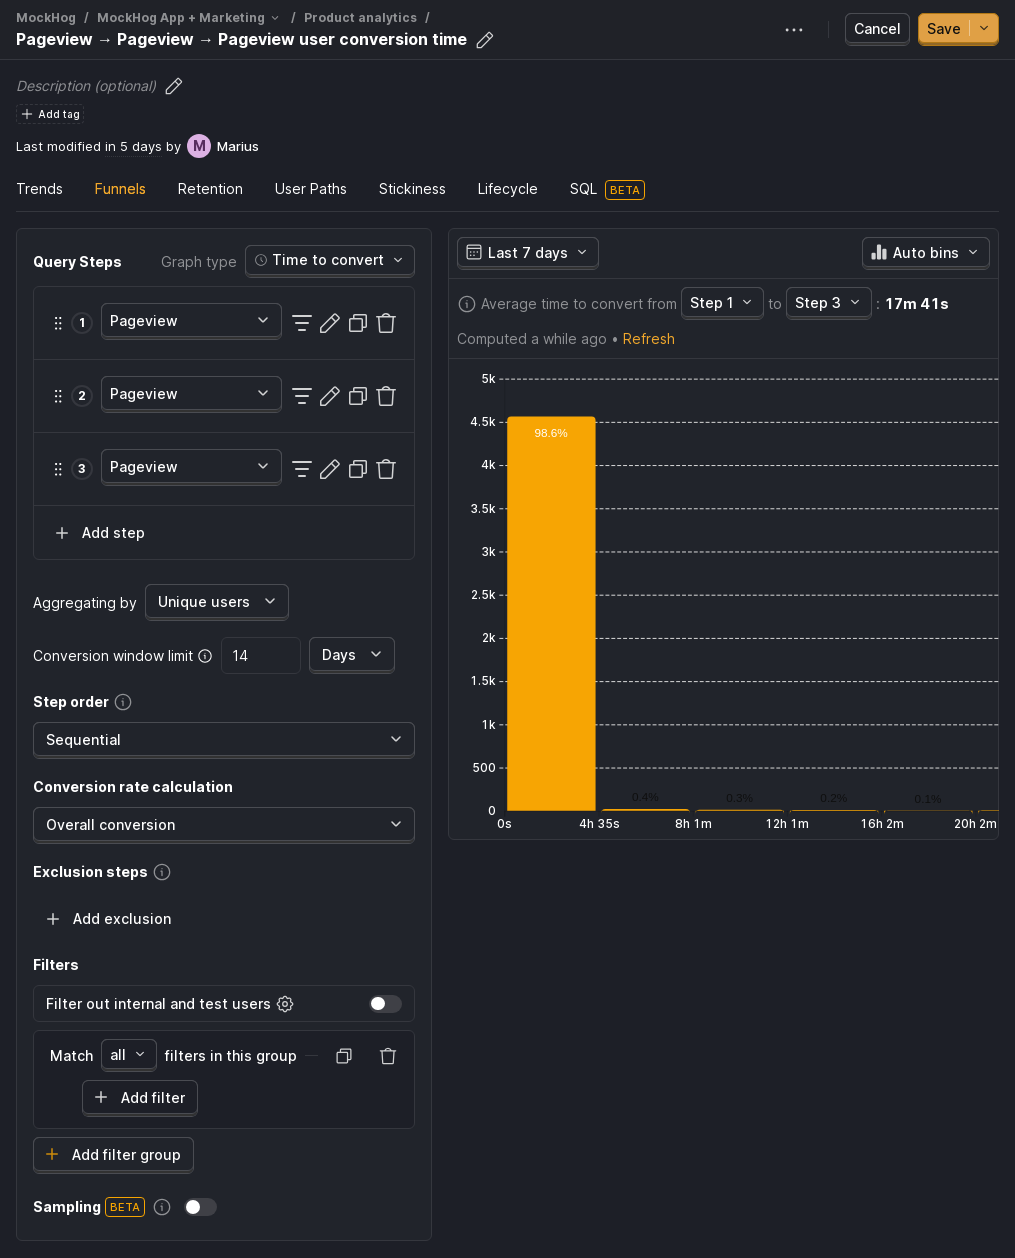 MockHog / MockHog App + Marketing / Product analytics /
Pageview → Pageview → Pageview user conversion time
Cancel
Save
Description (optional)
Add tag
Last modified in 5 days by M Marius
Trends Funnels Retention User Paths Stickiness Lifecycle SQL BETA
Query Steps
Graph type Time to convert
1 Pageview
2 Pageview
3 Pageview
Add step
Aggregating by Unique users
Conversion window limit 14 Days
Step order
Sequential
Conversion rate calculation
Overall conversion
Exclusion steps
Add exclusion
Filters
Filter out internal and test users
Match all filters in this group
Add filter
Add filter group
Sampling BETA
Last 7 days
Auto bins
Average time to convert from Step 1 to Step 3 : 17m 41s
Computed a while ago • Refresh
5k
4.5k
98.6%
4k
3.5k
3k
2.5k
2k
1.5k
1k
500
0.4% 0.3% 0.2% 0.1%
0
0s 4h 35s 8h 1m 12h 1m 16h 2m 20h 2m